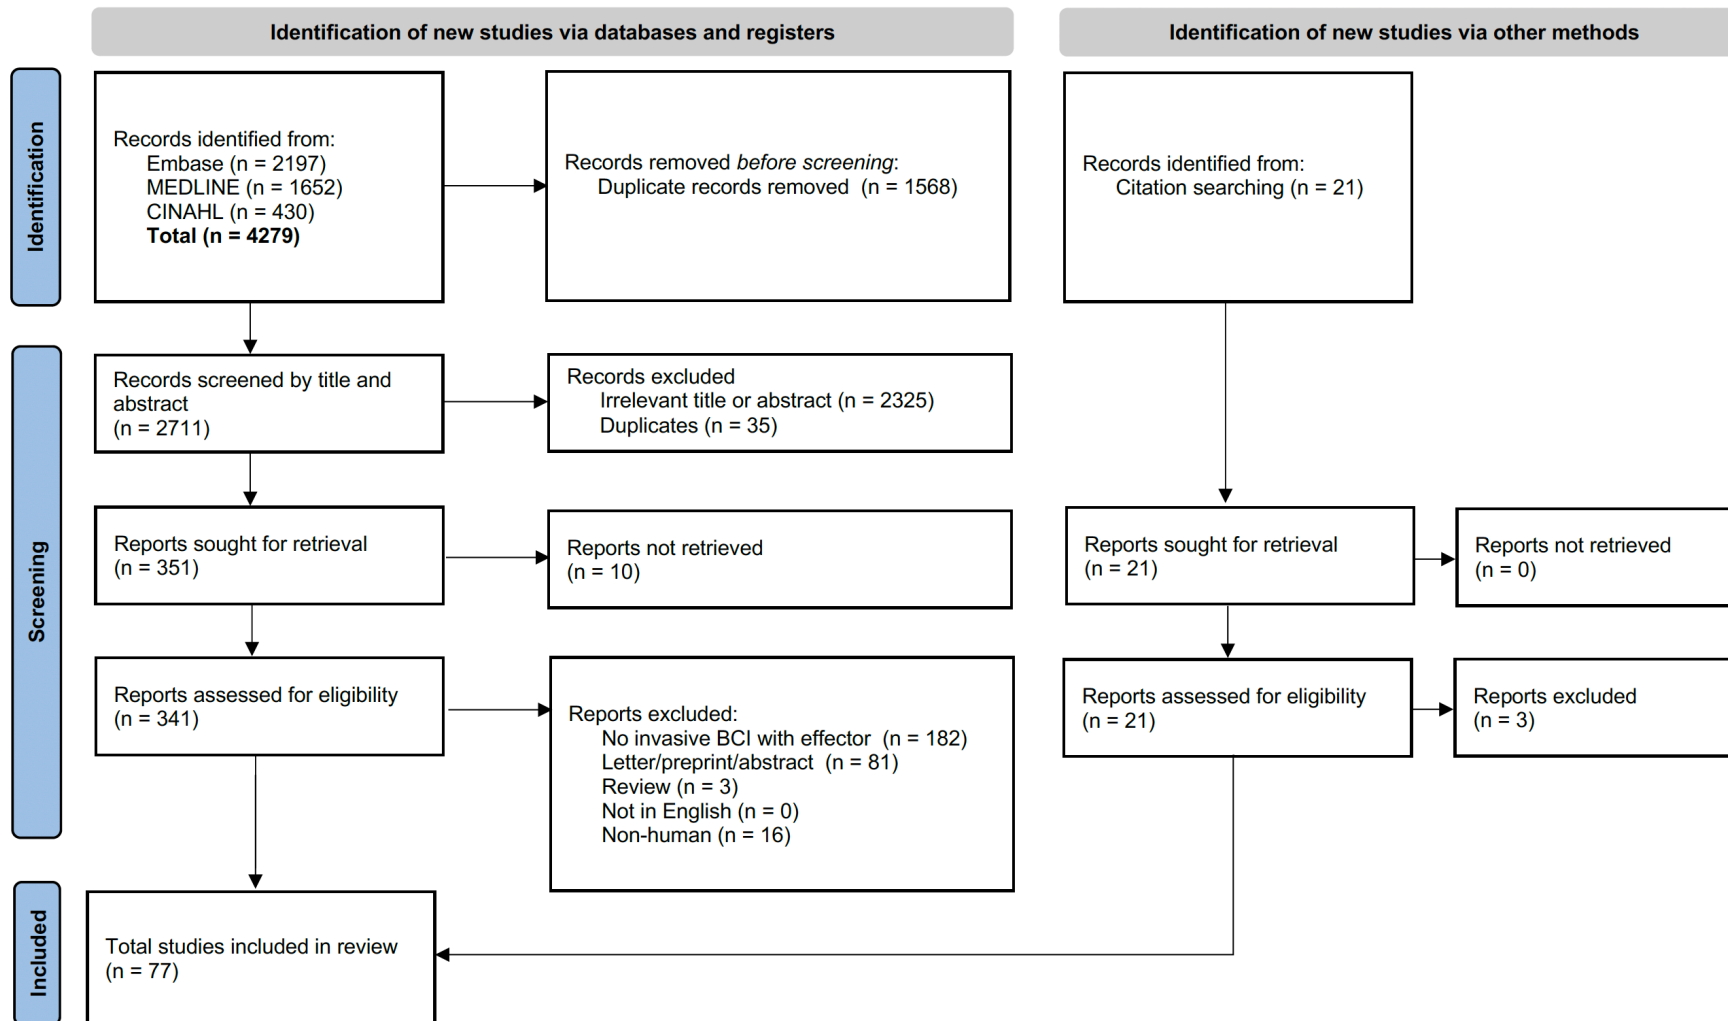 Identification of new studies via databases and registers
Identification of new studies via other methods
Identification
Records identified from:
Embase (n = 2197)
MEDLINE (n = 1652)
CINAHL (n = 430)
Total (n = 4279)
Records removed before screening:
Duplicate records removed (n = 1568)
Records identified from:
Citation searching (n = 21)
Screening
Records screened by title and
abstract
(n = 2711)
Records excluded
Irrelevant title or abstract (n = 2325)
Duplicates (n = 35)
Reports sought for retrieval
(n = 351)
Reports not retrieved
(n = 10)
Reports sought for retrieval
(n = 21)
Reports not retrieved
(n = 0)
Reports assessed for eligibility
(n = 341)
Reports excluded:
No invasive BCI with effector (n = 182)
Letter/preprint/abstract (n = 81)
Review (n = 3)
Not in English (n = 0)
Non-human (n = 16)
Reports assessed for eligibility
(n = 21)
Reports excluded
(n = 3)
Included
Total studies included in review
(n = 77)